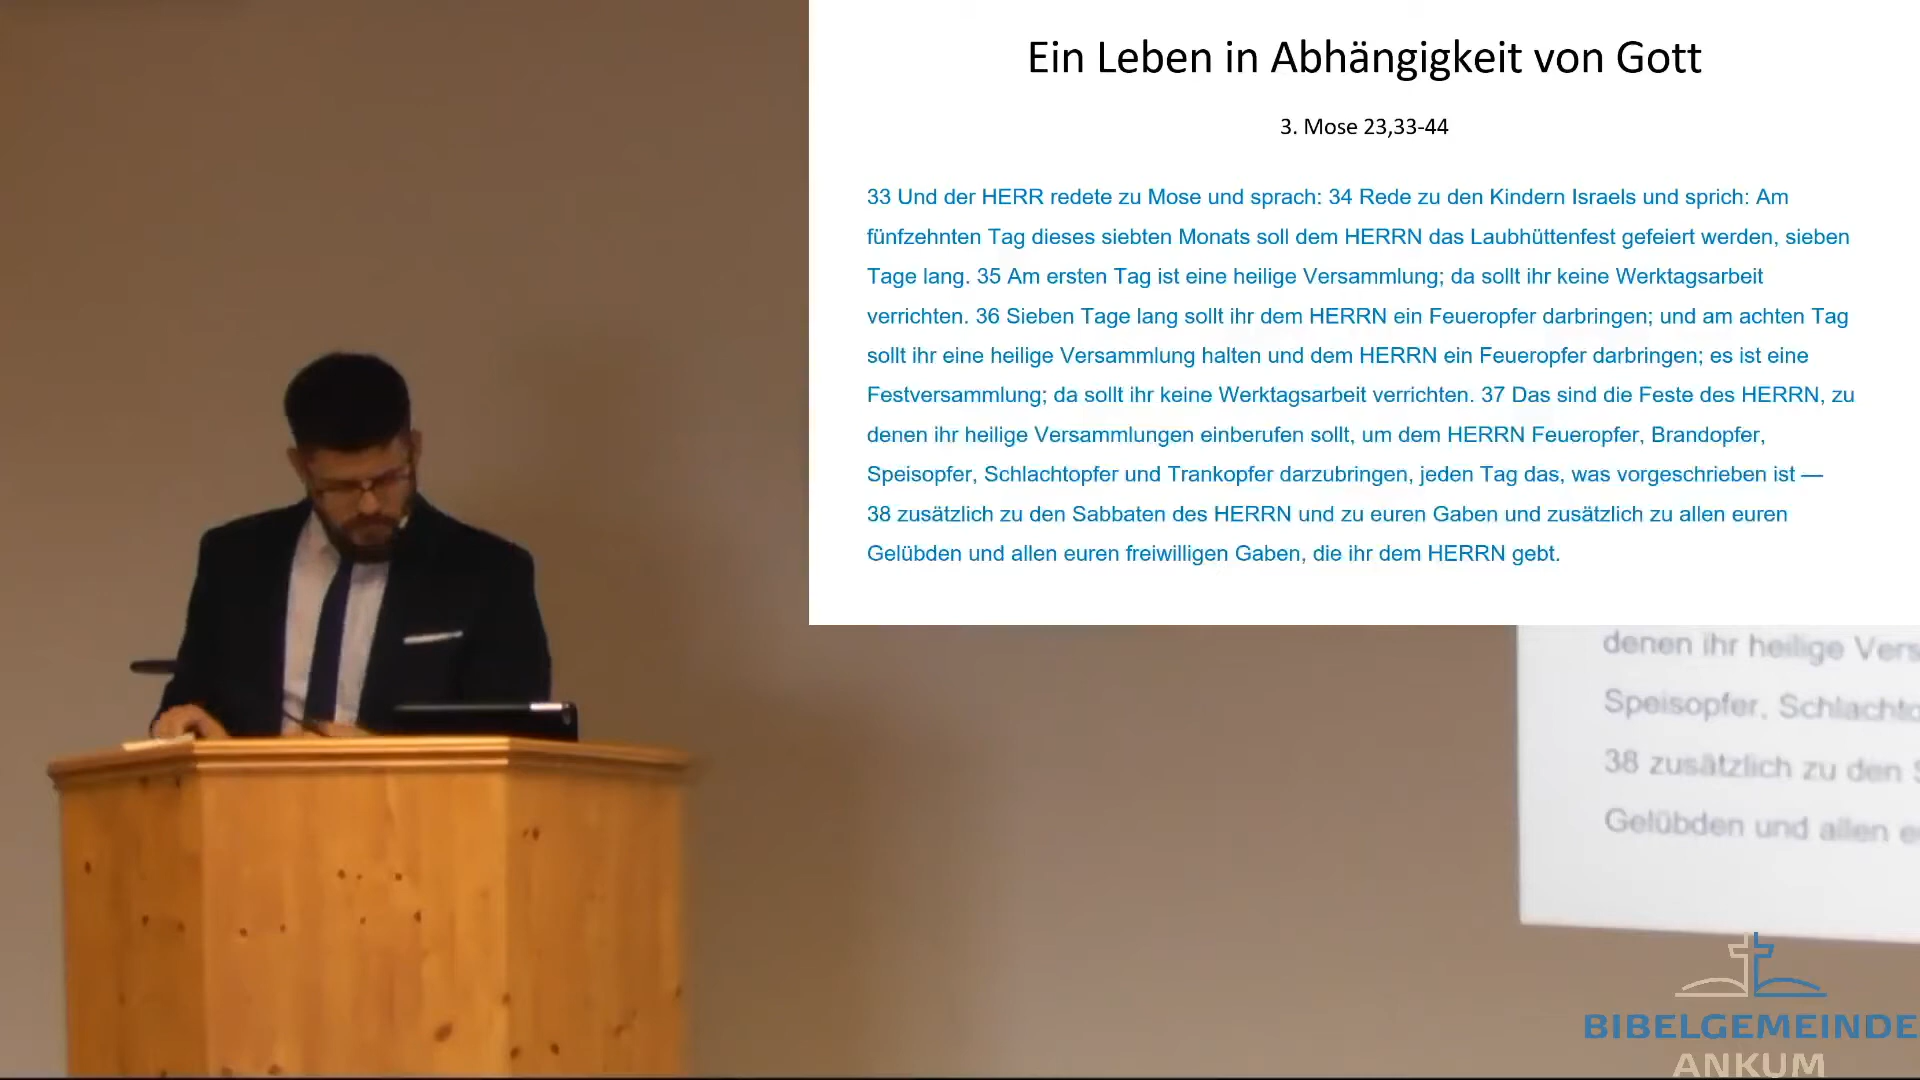 Ein Leben in Abhängigkeit von Gott
3. Mose 23,33-44
33 Und der HERR redete zu Mose und sprach: 34 Rede zu den Kindern Israels und sprich: Am
fünfzehnten Tag dieses siebten Monats soll dem HERRN das Laubhüttenfest gefeiert werden, sieben
Tage lang. 35 Am ersten Tag ist eine heilige Versammlung; da sollt ihr keine Werktagsarbeit
verrichten. 36 Sieben Tage lang sollt ihr dem HERRN ein Feueropfer darbringen; und am achten Tag
sollt ihr eine heilige Versammlung halten und dem HERRN ein Feueropfer darbringen; es ist eine
Festversammlung; da sollt ihr keine Werktagsarbeit verrichten. 37 Das sind die Feste des HERRN, zu
denen ihr heilige Versammlungen einberufen sollt, um dem HERRN Feueropfer, Brandopfer,
Speisopfer, Schlachtopfer und Trankopfer darzubringen, jeden Tag das, was vorgeschrieben ist —
38 zusätzlich zu den Sabbaten des HERRN und zu euren Gaben und zusätzlich zu allen euren
Gelübden und allen euren freiwilligen Gaben, die ihr dem HERRN gebt.
denen ihr heilige Vers
Speisopfer, Schlachto
38 zusätzlich zu den
Gelübden und allen e
BIBELGEMEINDE
ANKUM